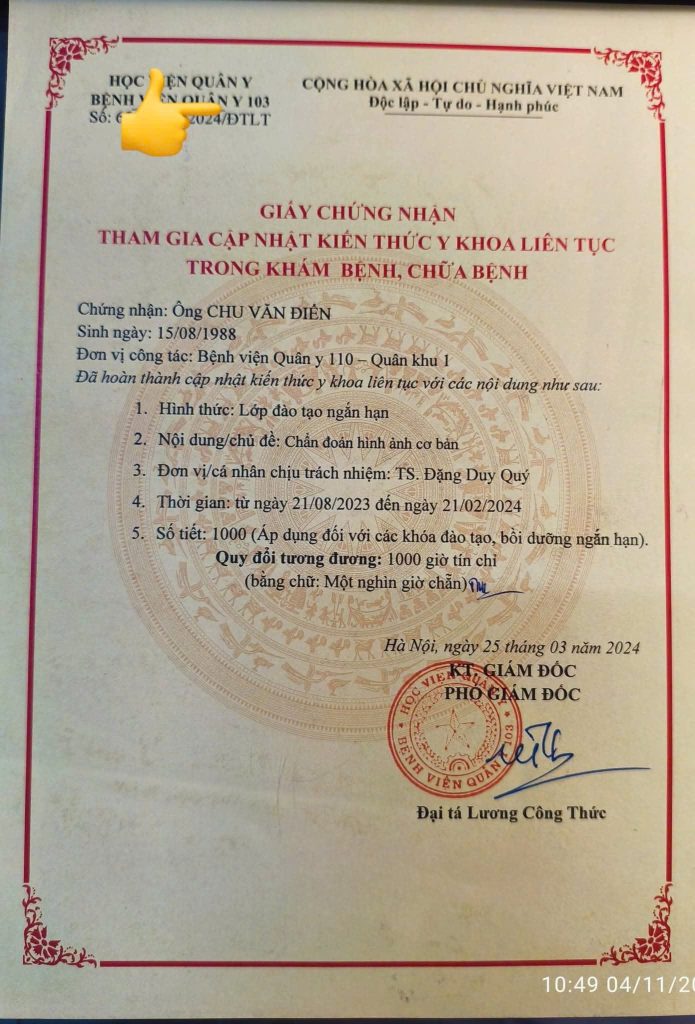 HỌC VIỆN QUÂN Y
BỆNH VIỆN QUÂN Y 103
Số: 2024/ĐTLT
CỘNG HÒA XÃ HỘI CHỦ NGHĨA VIỆT NAM
Độc lập - Tự do - Hạnh phúc
GIẤY CHỨNG NHẬN
THAM GIA CẬP NHẬT KIẾN THỨC Y KHOA LIÊN TỤC
TRONG KHÁM BỆNH, CHỮA BỆNH
Chứng nhận: Ông CHU VĂN ĐIỀN
Sinh ngày: 15/08/1988
Đơn vị công tác: Bệnh viện Quân y 110 – Quân khu 1
Đã hoàn thành cập nhật kiến thức y khoa liên tục với các nội dung như sau:
1. Hình thức: Lớp đào tạo ngắn hạn
2. Nội dung/chủ đề: Chẩn đoán hình ảnh cơ bản
3. Đơn vị/cá nhân chịu trách nhiệm: TS. Đặng Duy Quý
4. Thời gian: từ ngày 21/08/2023 đến ngày 21/02/2024
5. Số tiết: 1000 (Áp dụng đối với các khóa đào tạo, bồi dưỡng ngắn hạn).
Quy đổi tương đương: 1000 giờ tín chỉ
(bằng chữ: Một nghìn giờ chẵn)
Hà Nội, ngày 25 tháng 03 năm 2024
KT. GIÁM ĐỐC
PHÓ GIÁM ĐỐC
HỌC VIỆN QUÂN Y
BỆNH VIỆN QUÂN Y 103
Đại tá Lương Công Thức
10:49 04/11/20